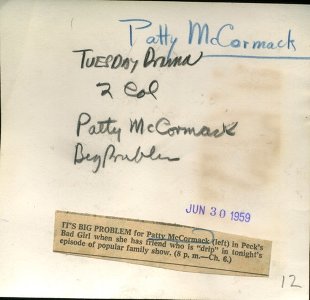 Patty McCormack
TUESDAY Drama
2 Col
Patty McCormack
Big Problem
JUN 30 1959
IT'S BIG PROBLEM for Patty McCormack (left) in Peck's
Bad Girl when she has friend who is "drip" in tonight's
episode of popular family show. (8 p. m.—Ch. 6.)
12